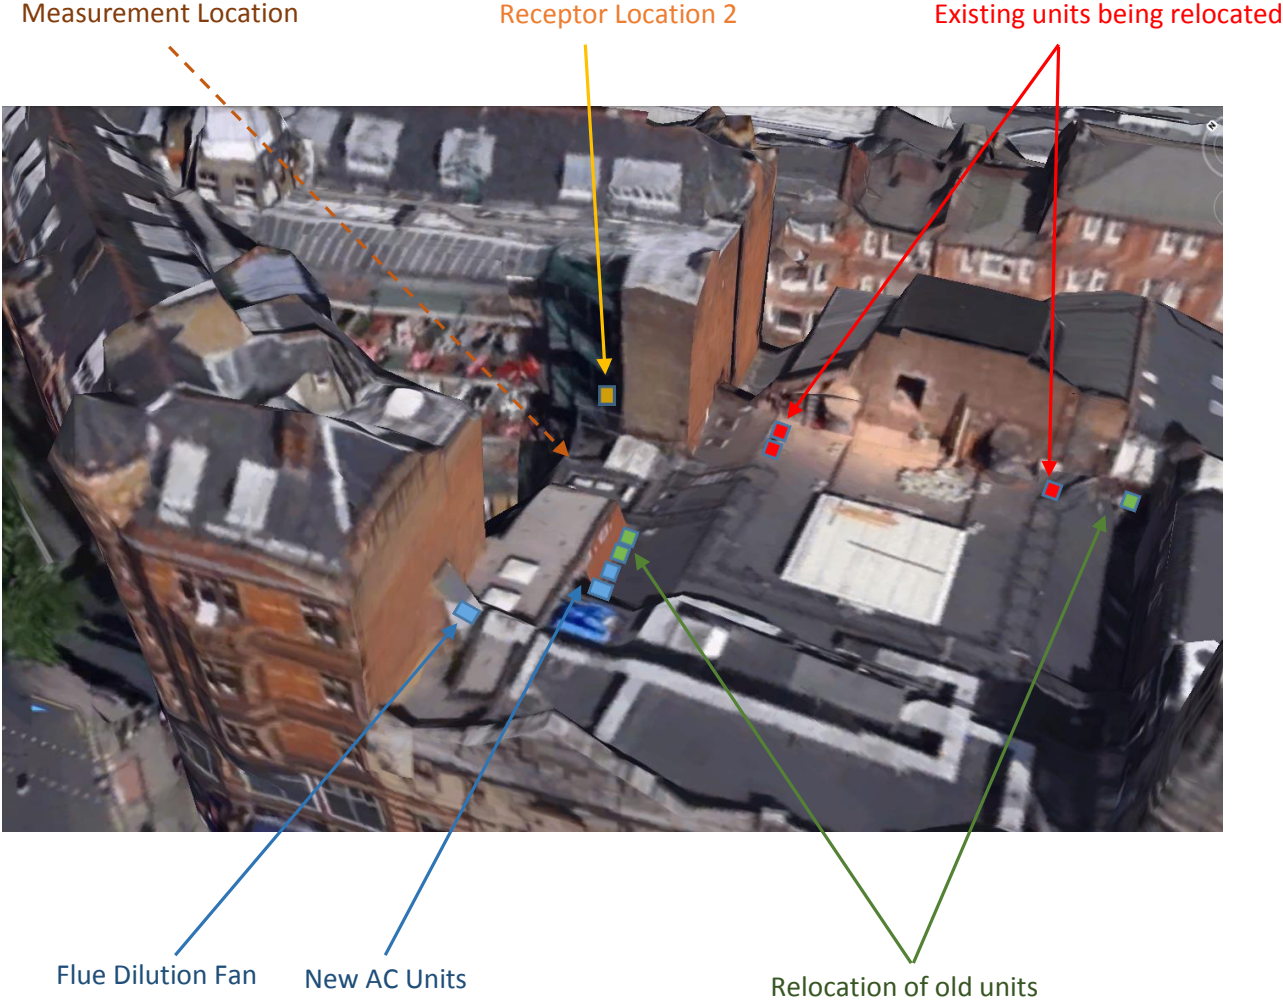 Measurement Location
Receptor Location 2
Existing units being relocated
Flue Dilution Fan
New AC Units
Relocation of old units